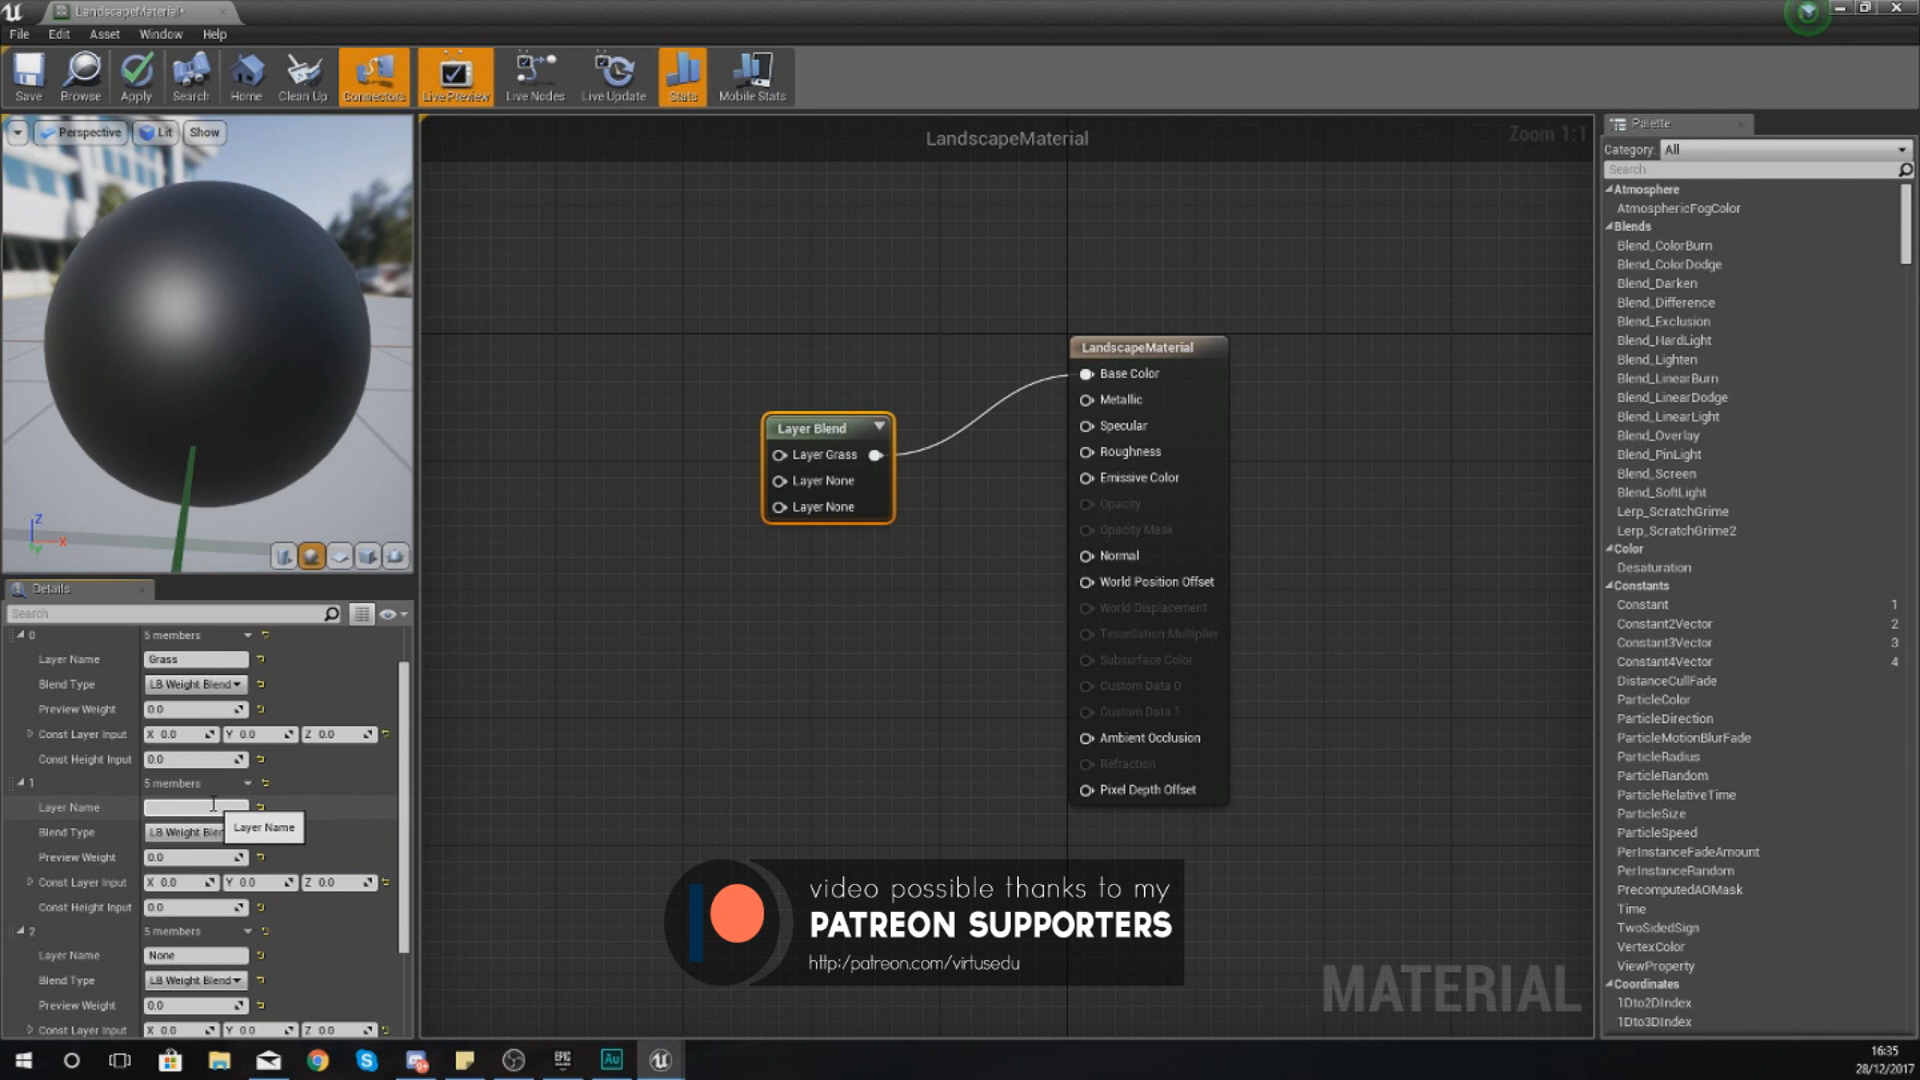 LandscapeMaterial*
File Edit Asset Window Help
Save Browse Apply Search Home Clean Up Connectors Live Preview Live Nodes Live Update Stats Mobile Stats
Perspective Lit Show
LandscapeMaterial
Zoom 1:1
Palette
Category: All
Search
Atmosphere
AtmosphericFogColor
Blends
Blend_ColorBurn
Blend_ColorDodge
Blend_Darken
Blend_Difference
Blend_Exclusion
Blend_HardLight
Blend_Lighten
Blend_LinearBurn
Blend_LinearDodge
Blend_LinearLight
Blend_Overlay
Blend_PinLight
Blend_Screen
Blend_SoftLight
Lerp_ScratchGrime
Lerp_ScratchGrime2
Color
Desaturation
Constants
Constant 1
Constant2Vector 2
Constant3Vector 3
Constant4Vector 4
DistanceCullFade
ParticleColor
ParticleDirection
ParticleMotionBlurFade
ParticleRadius
ParticleRandom
ParticleRelativeTime
ParticleSize
ParticleSpeed
PerInstanceFadeAmount
PerInstanceRandom
PrecomputedAOMask
Time
TwoSidedSign
VertexColor
ViewProperty
Coordinates
1Dto2DIndex
1Dto3DIndex
LandscapeMaterial
Base Color
Metallic
Specular
Roughness
Emissive Color
Opacity
Opacity Mask
Normal
World Position Offset
World Displacement
Tessellation Multiplier
Subsurface Color
Custom Data 0
Custom Data 1
Ambient Occlusion
Refraction
Pixel Depth Offset
Layer Blend
Layer Grass
Layer None
Layer None
Z
X
Y
Details
Search
0 5 members
Layer Name Grass
Blend Type LB Weight Blend
Preview Weight 0.0
Const Layer Input X 0.0 Y 0.0 Z 0.0
Const Height Input 0.0
1 5 members
Layer Name
Layer Name
Blend Type LB Weight Blen
Preview Weight 0.0
Const Layer Input X 0.0 Y 0.0 Z 0.0
Const Height Input 0.0
2 5 members
Layer Name None
Blend Type LB Weight Blend
Preview Weight 0.0
Const Layer Input X 0.0 Y 0.0 Z 0.0
video possible thanks to my
PATREON SUPPORTERS
http:/patreon.com/virtusedu
MATERIAL
EPIC
Au
16:35
28/12/2017